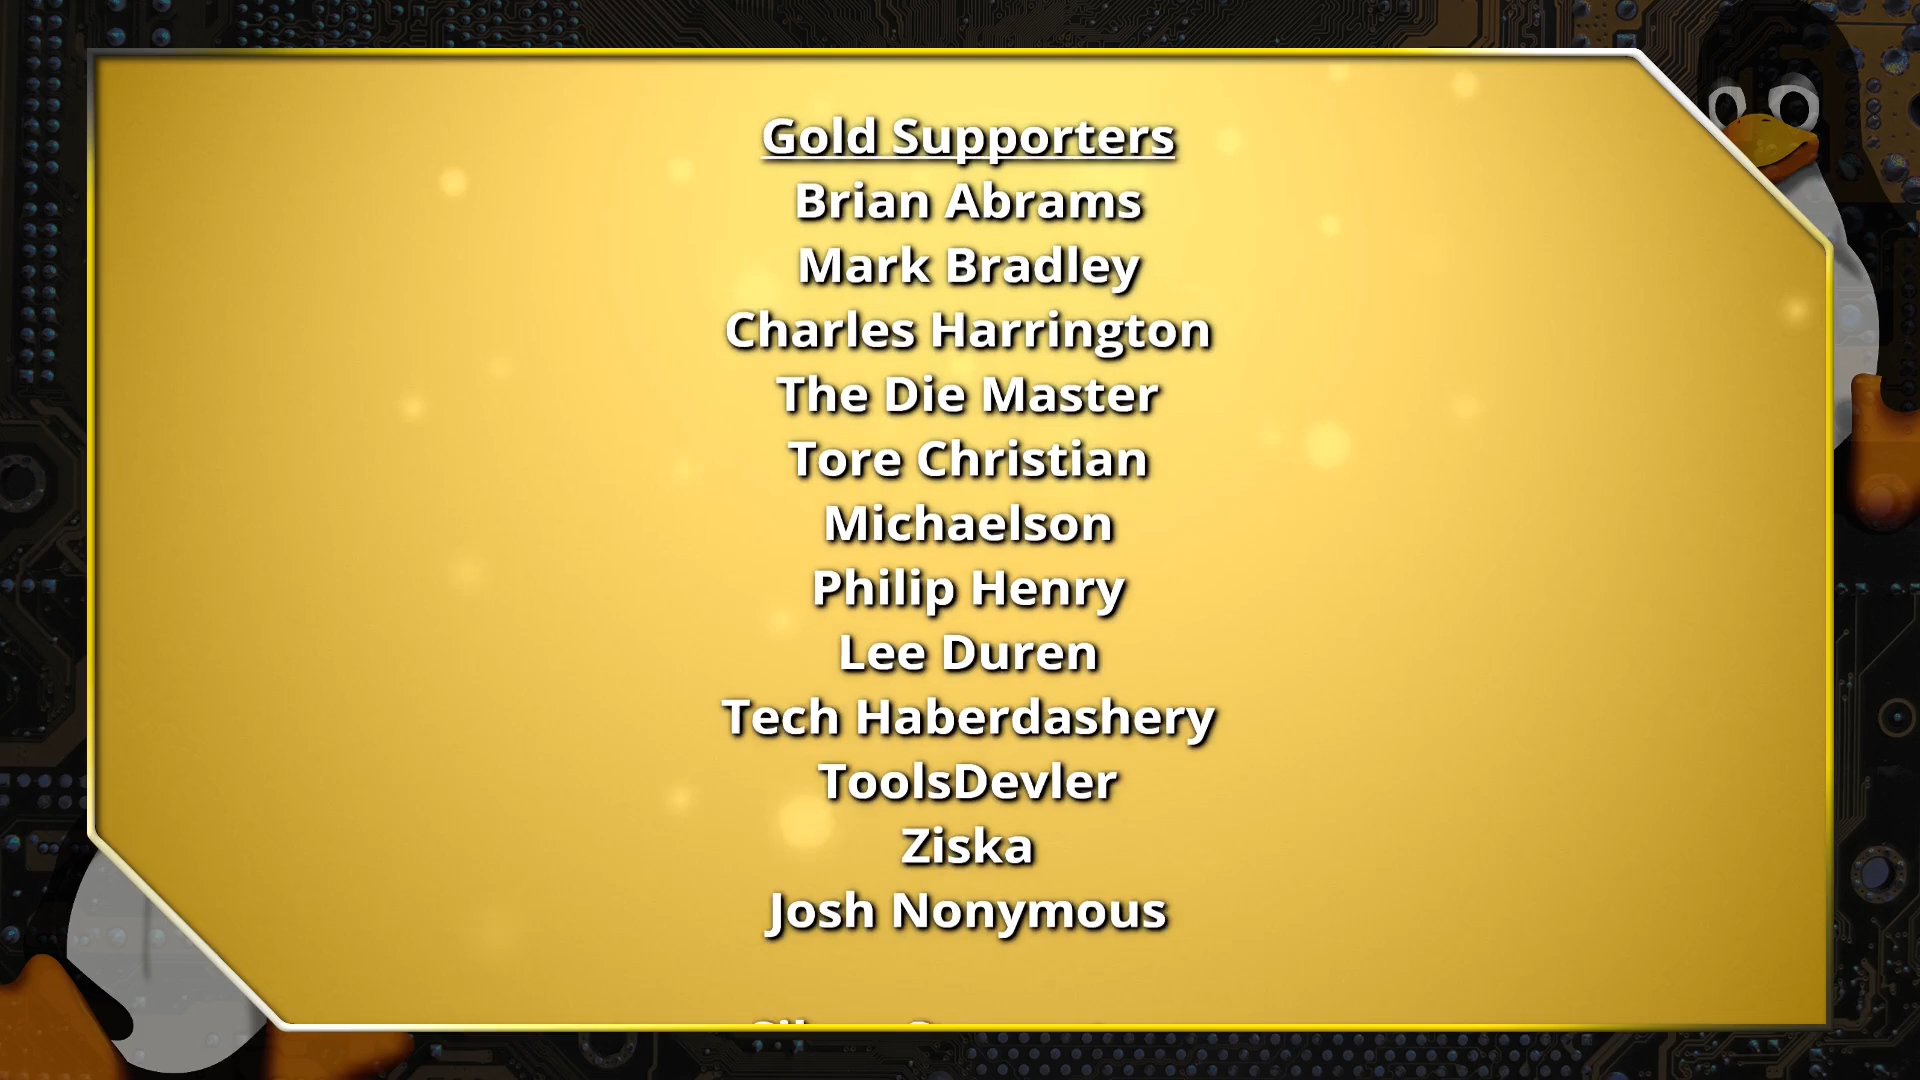 Gold Supporters
Brian Abrams
Mark Bradley
Charles Harrington
The Die Master
Tore Christian
Michaelson
Philip Henry
Lee Duren
Tech Haberdashery
ToolsDevler
Ziska
Josh Nonymous